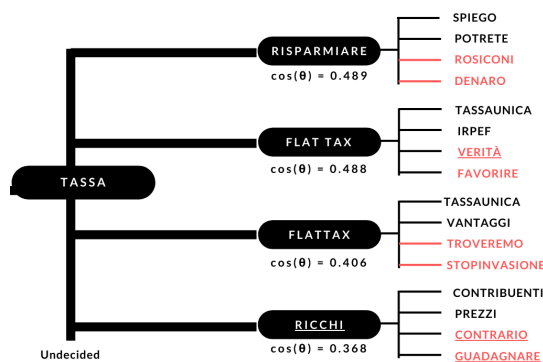 SPIEGO
POTRETE
RISPARMIARE
ROSICONI
cos(θ) = 0.489
DENARO
TASSAUNICA
IRPEF
FLAT TAX
VERITÀ
cos(θ) = 0.488
FAVORIRE
TASSA
TASSAUNICA
VANTAGGI
FLATTAX
TROVEREMO
cos(θ) = 0.406
STOPINVASIONE
CONTRIBUENTI
PREZZI
RICCHI
CONTRARIO
cos(θ) = 0.368
GUADAGNARE
Undecided